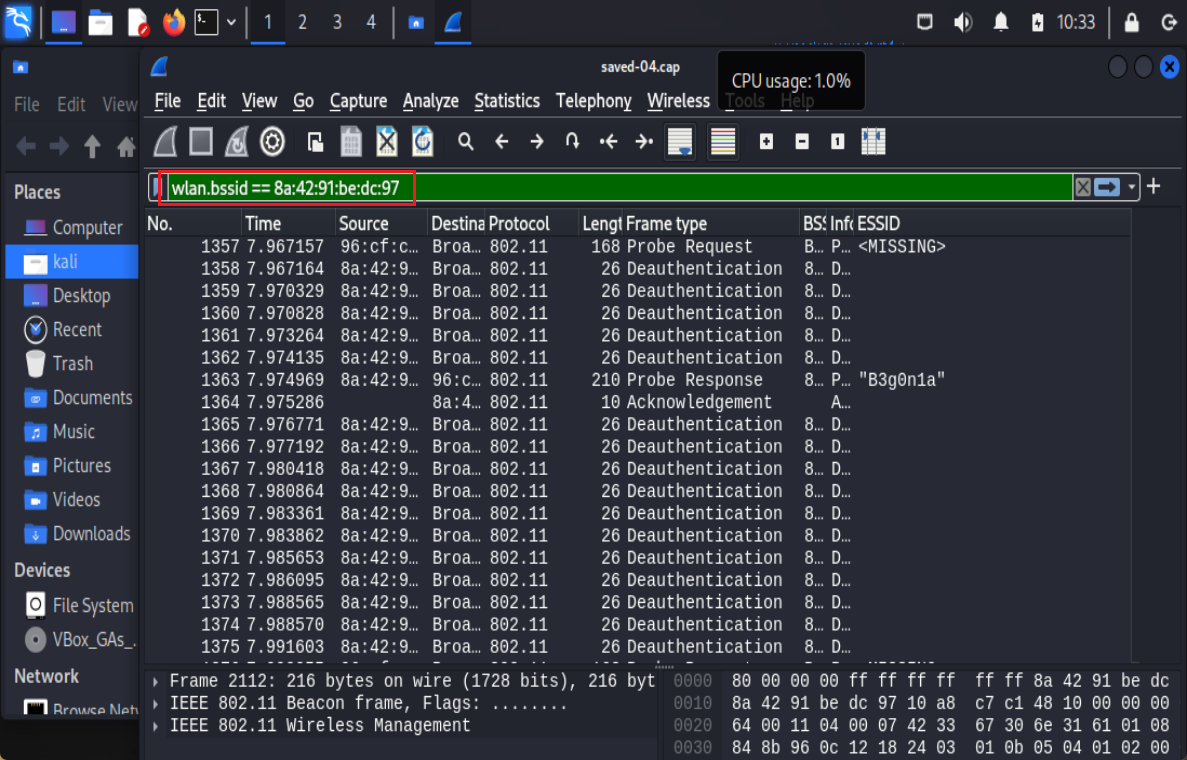 1 2 3 4 10:33
saved-04.cap
CPU usage: 1.0%
File Edit View
File Edit View Go Capture Analyze Statistics Telephony Wireless Tools Help
wlan.bssid == 8a:42:91:be:dc:97
Places
Computer
kali
Desktop
Recent
Trash
Documents
Music
Pictures
Videos
Downloads
Devices
File System
VBox_GAs_.
Network
Browse Net
No. Time Source Destina Protocol Lengt Frame type BSS Info ESSID
1357 7.967157 96:cf:c… Broa… 802.11 168 Probe Request B… P… <MISSING>
1358 7.967164 8a:42:9… Broa… 802.11 26 Deauthentication 8… D…
1359 7.970329 8a:42:9… Broa… 802.11 26 Deauthentication 8… D…
1360 7.970828 8a:42:9… Broa… 802.11 26 Deauthentication 8… D…
1361 7.973264 8a:42:9… Broa… 802.11 26 Deauthentication 8… D…
1362 7.974135 8a:42:9… Broa… 802.11 26 Deauthentication 8… D…
1363 7.974969 8a:42:9… 96:c… 802.11 210 Probe Response 8… P… "B3g0n1a"
1364 7.975286 8a:4… 802.11 10 Acknowledgement A…
1365 7.976771 8a:42:9… Broa… 802.11 26 Deauthentication 8… D…
1366 7.977192 8a:42:9… Broa… 802.11 26 Deauthentication 8… D…
1367 7.980418 8a:42:9… Broa… 802.11 26 Deauthentication 8… D…
1368 7.980864 8a:42:9… Broa… 802.11 26 Deauthentication 8… D…
1369 7.983361 8a:42:9… Broa… 802.11 26 Deauthentication 8… D…
1370 7.983862 8a:42:9… Broa… 802.11 26 Deauthentication 8… D…
1371 7.985653 8a:42:9… Broa… 802.11 26 Deauthentication 8… D…
1372 7.986095 8a:42:9… Broa… 802.11 26 Deauthentication 8… D…
1373 7.988565 8a:42:9… Broa… 802.11 26 Deauthentication 8… D…
1374 7.988570 8a:42:9… Broa… 802.11 26 Deauthentication 8… D…
1375 7.991603 8a:42:9… Broa… 802.11 26 Deauthentication 8… D…
Frame 2112: 216 bytes on wire (1728 bits), 216 byt
IEEE 802.11 Beacon frame, Flags: ........
IEEE 802.11 Wireless Management
0000 80 00 00 00 ff ff ff ff ff ff 8a 42 91 be dc
0010 8a 42 91 be dc 97 10 a8 c7 c1 48 10 00 00 00
0020 64 00 11 04 00 07 42 33 67 30 6e 31 61 01 08
0030 84 8b 96 0c 12 18 24 03 01 0b 05 04 01 02 00